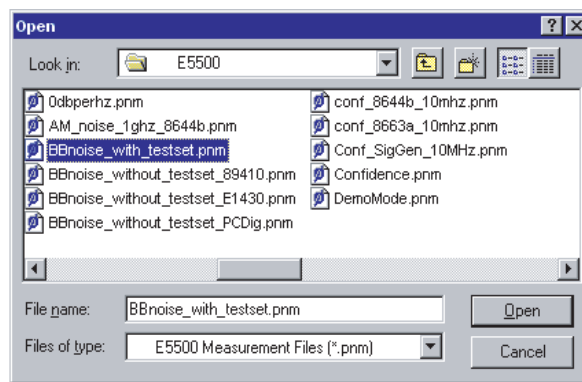 Open
Look in: E5500
0dbperhz.pnm
AM_noise_1ghz_8644b.pnm
BBnoise_with_testset.pnm
BBnoise_without_testset_89410.pnm
BBnoise_without_testset_E1430.pnm
BBnoise_without_testset_PCDig.pnm
conf_8644b_10mhz.pnm
conf_8663a_10mhz.pnm
Conf_SigGen_10MHz.pnm
Confidence.pnm
DemoMode.pnm
File name: BBnoise_with_testset.pnm Open
Files of type: E5500 Measurement Files (*.pnm) Cancel